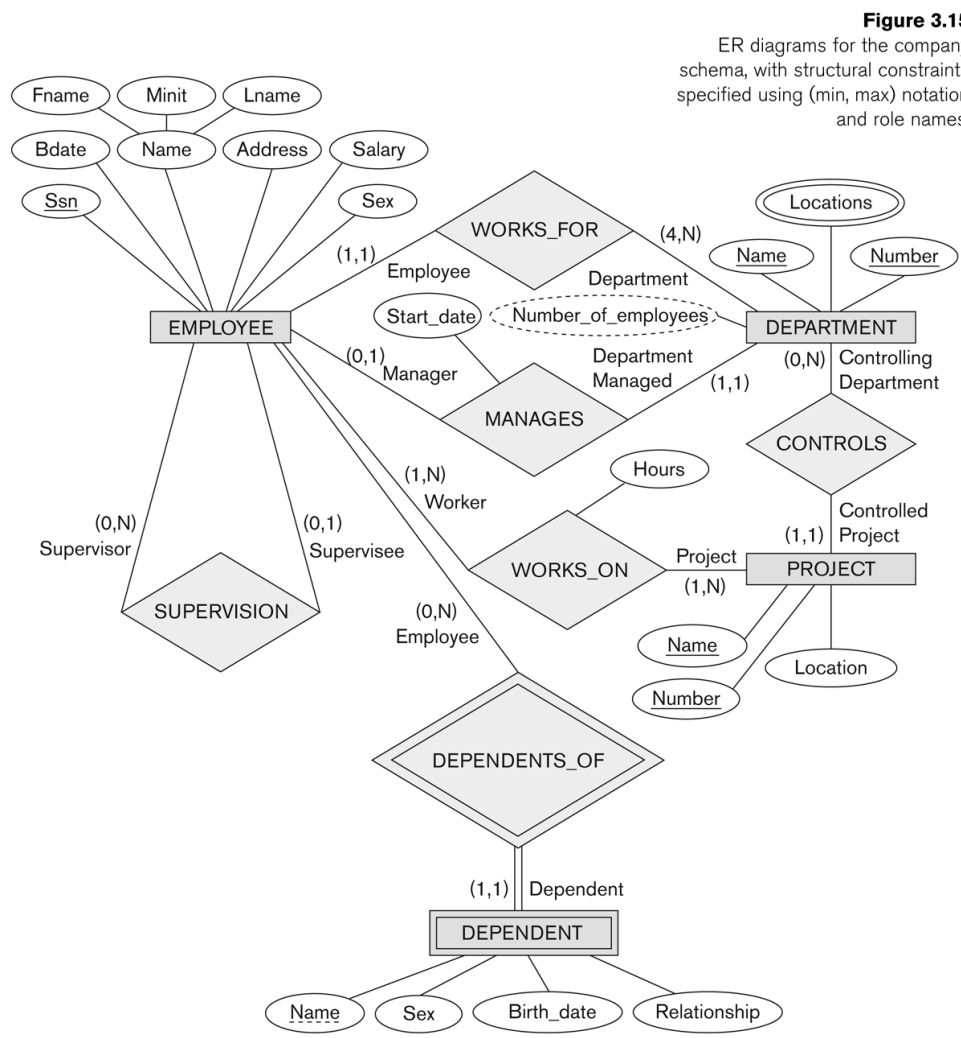 Figure 3.15
ER diagrams for the company
schema, with structural constraint
specified using (min, max) notation
and role names
Fname
Minit
Lname
Bdate
Name
Address
Salary
Ssn
Sex
Locations
Name
Number
WORKS_FOR
(1,1)
Employee
(4,N)
Department
Start_date
Number_of_employees
EMPLOYEE
DEPARTMENT
(0,1)
Manager
Department
Managed
(1,1)
MANAGES
(0,N)
Controlling
Department
CONTROLS
Hours
(1,N)
Worker
(0,N)
Supervisor
(0,1)
Supervisee
SUPERVISION
WORKS_ON
Project
(1,N)
Controlled
Project
(1,1)
PROJECT
(0,N)
Employee
Name
Number
Location
DEPENDENTS_OF
(1,1)
Dependent
DEPENDENT
Name
Sex
Birth_date
Relationship